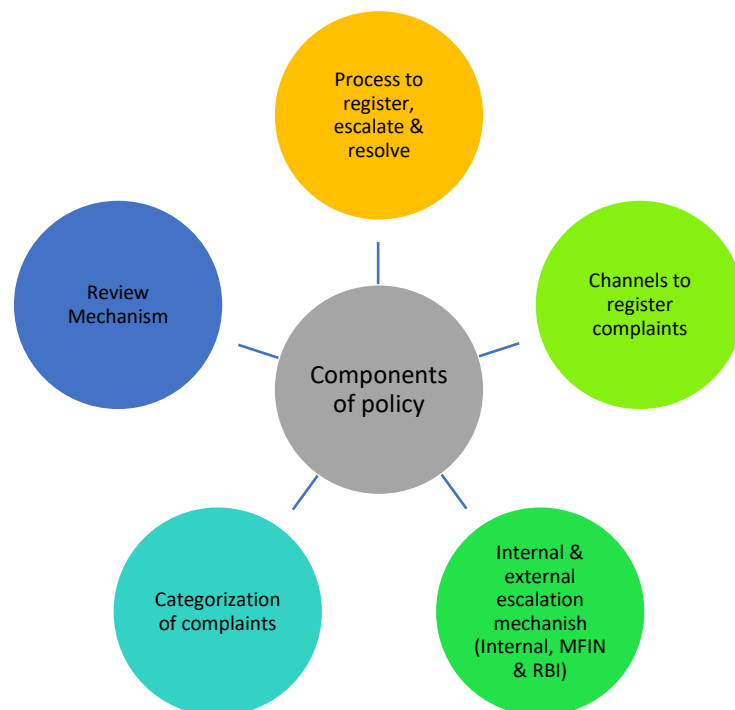 Process to
register,
escalate &
resolve
Review
Mechanism
Channels to
register
complaints
Components
of policy
Categorization
of complaints
Internal &
external
escalation
mechanish
(Internal, MFIN
& RBI)